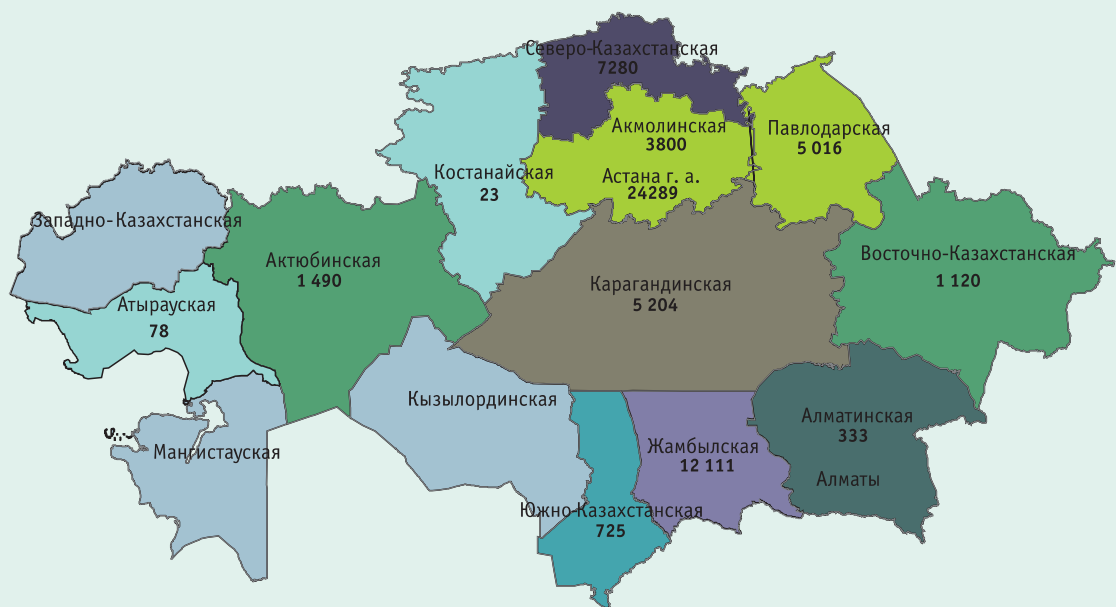 Северо-Казахстанская
7280
Акмолинская
3800
Павлодарская
5 016
Костанайская
23
Астана г. а.
24289
Западно-Казахстанская
Актюбинская
1 490
Восточно-Казахстанская
1 120
Карагандинская
5 204
Атырауская
78
Кызылординская
Алматинская
333
Мангистауская
Жамбылская
12 111
Алматы
Южно-Казахстанская
725